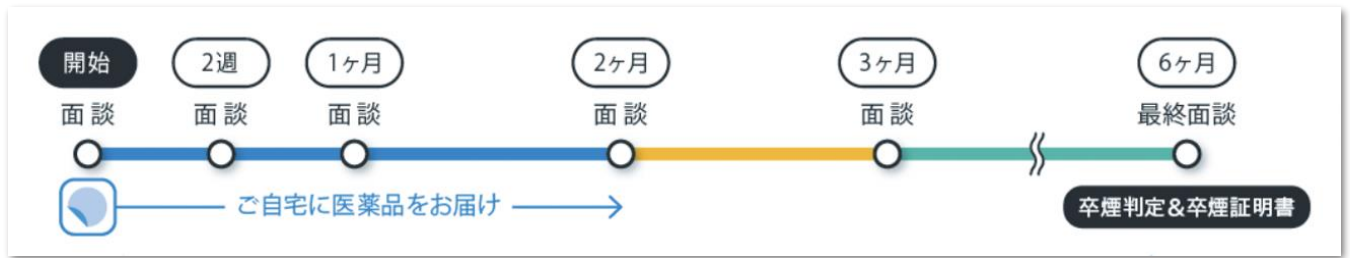 開始 2週 1ヶ月 2ヶ月 3ヶ月 6ヶ月
面談 面談 面談 面談 面談 最終面談
ご自宅に医薬品をお届け
卒煙判定&卒煙証明書